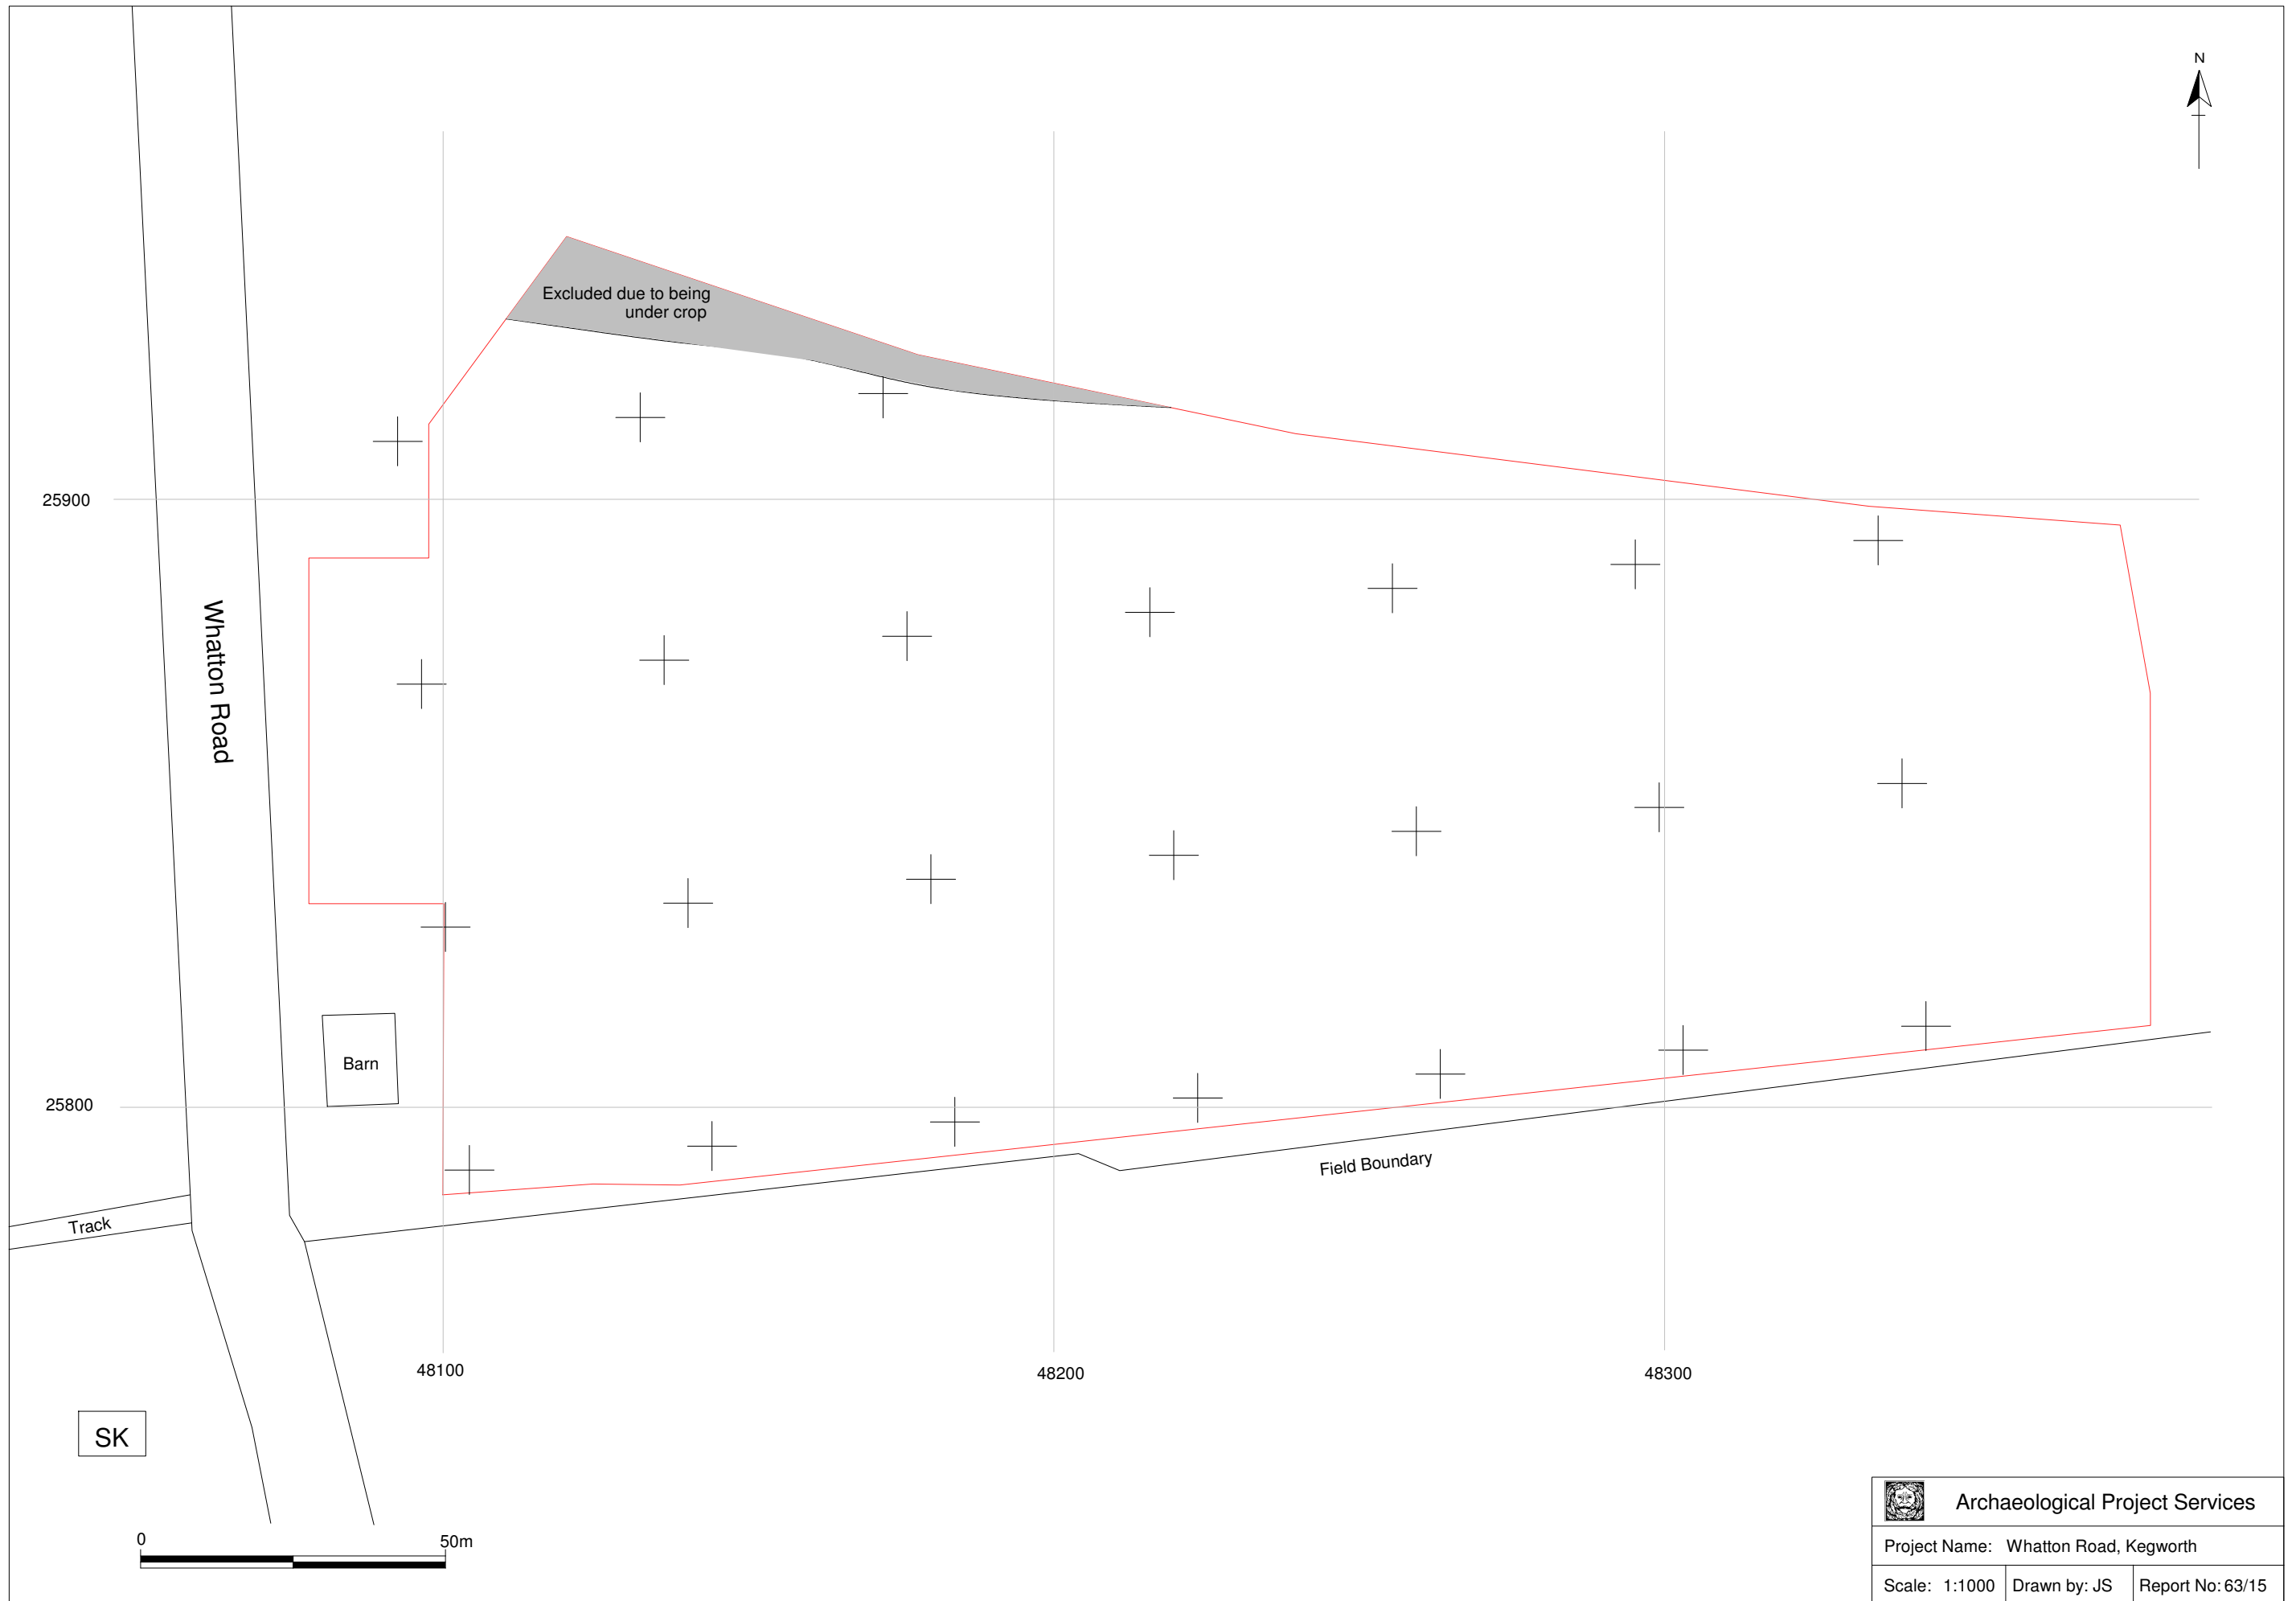 N
Excluded due to being
under crop
25900
Whatton Road
Barn
25800
Field Boundary
Track
48100
48200
48300
SK
0 50m
Archaeological Project Services
Project Name: Whatton Road, Kegworth
Scale: 1:1000 Drawn by: JS Report No: 63/15